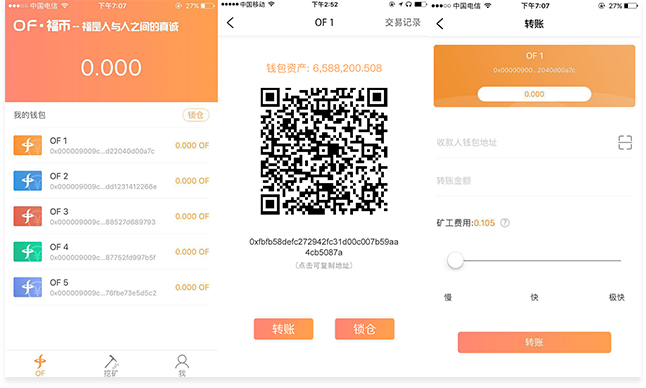 中国电信 下午7:07 27%
OF·福币--福是人与人之间的真诚
0.000
我的钱包 锁仓
OF 1
0x000009009c...d22040d00a7c 0.000 OF
OF 2
0x000009009c...dd1231412266e 0.000 OF
OF 3
0x000009009c...88527d689793 0.000 OF
OF 4
0x000009009c...87752fd997b5f 0.000 OF
OF 5
0x000009009c...76fbe73e5d5c2 0.000 OF
OF 挖矿 我
中国移动 下午2:52
OF 1 交易记录
钱包资产: 6,588,200.508
0xfbfb58defc272942fc31d00c007b59aa
4cb5087a
(点击可复制地址)
转账 锁仓
中国电信 下午7:07 27%
转账
OF 1
0x00000900...2040d00a7c
0.000
收款人钱包地址
转账金额
矿工费用:0.105 ?
慢 快 极快
转账